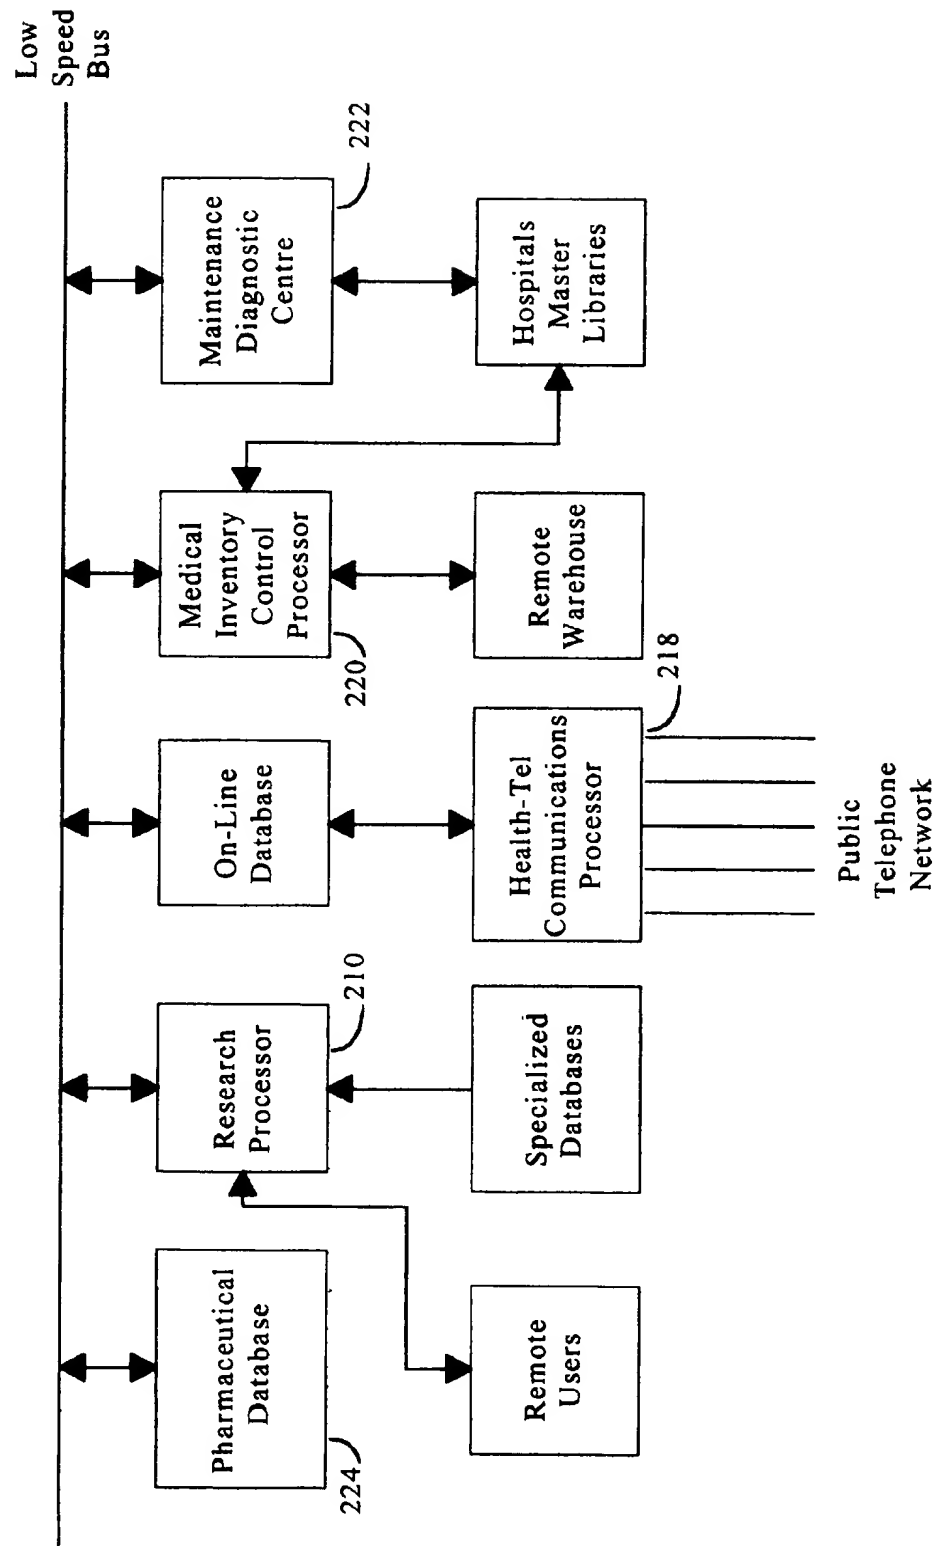 Low
Speed
Bus
Pharmaceutical
Database
224
Research
Processor
210
On-Line
Database
Medical
Inventory
Control
Processor
220
Maintenance
Diagnostic
Centre
222
Remote
Users
Specialized
Databases
Health-Tel
Communications
Processor
218
Remote
Warehouse
Hospitals
Master
Libraries
Public
Telephone
Network